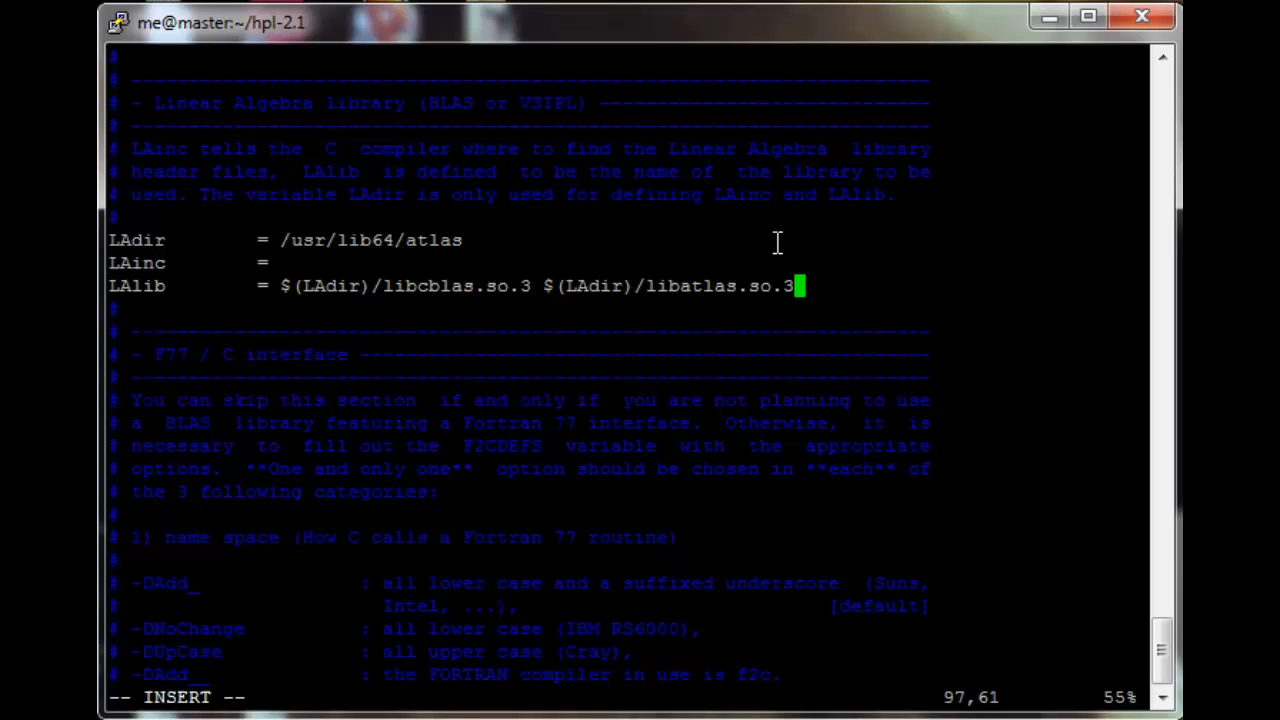 me@master:~/hpl-2.1
#
# ----------------------------------------------------------------------
# - Linear Algebra library (BLAS or VSIPL) -----------------------------
# ----------------------------------------------------------------------
# LAinc tells the  C  compiler where to find the Linear Algebra  library
# header files,  LAlib  is defined  to be the name of  the library to be
# used. The variable LAdir is only used for defining LAinc and LAlib.
#
LAdir        = /usr/lib64/atlas
LAinc        =
LAlib        = $(LAdir)/libcblas.so.3 $(LAdir)/libatlas.so.3
#
# ----------------------------------------------------------------------
# - F77 / C interface --------------------------------------------------
# ----------------------------------------------------------------------
# You can skip this section  if and only if  you are not planning to use
# a  BLAS  library featuring a Fortran 77 interface.  Otherwise,  it  is
# necessary  to  fill out the  F2CDEFS  variable  with  the  appropriate
# options.  **One and only one**  option should be chosen in **each** of
# the 3 following categories:
#
# 1) name space (How C calls a Fortran 77 routine)
#
# -DAdd_              : all lower case and a suffixed underscore  (Suns,
#                       Intel, ...),                           [default]
# -DNoChange          : all lower case (IBM RS6000),
# -DUpCase            : all upper case (Cray),
# -DAdd__             : the FORTRAN compiler in use is f2c.
-- INSERT -- 97,61 55%